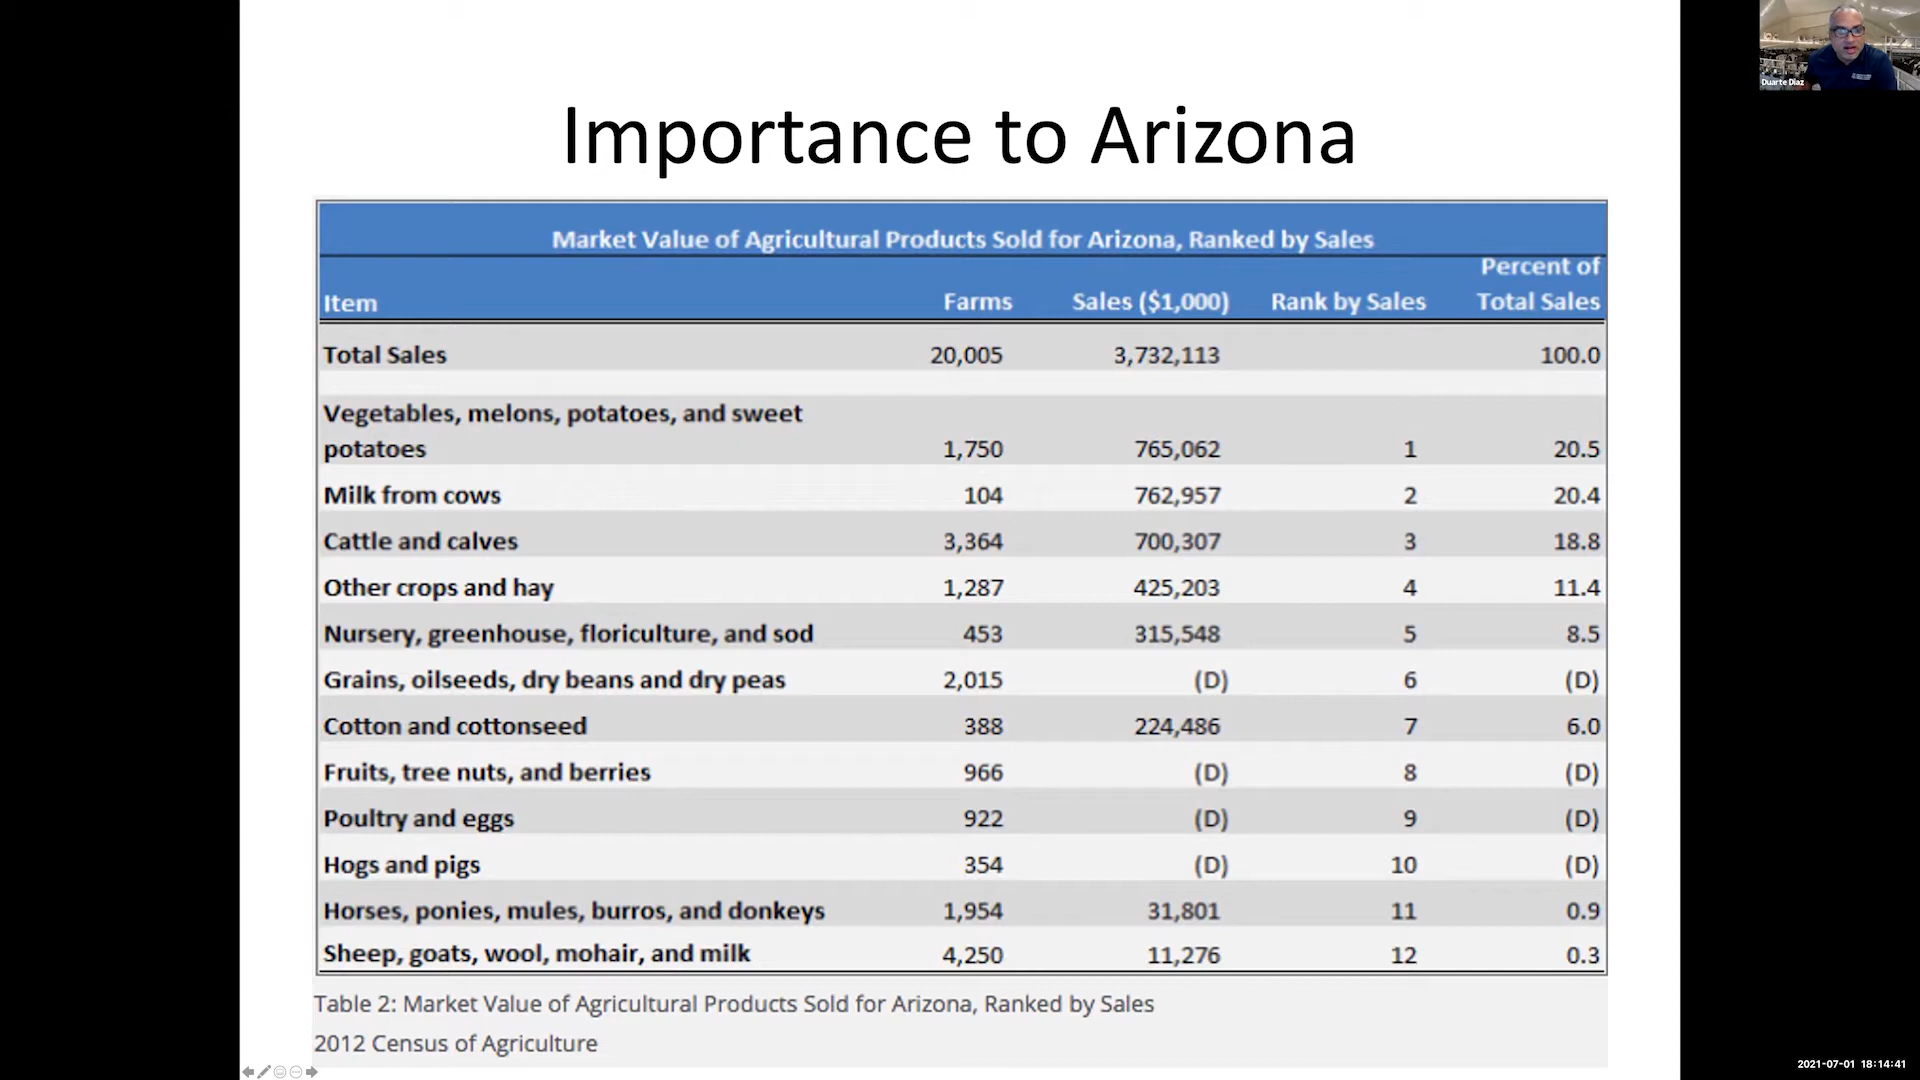 Importance to Arizona
Duarte Diaz
Market Value of Agricultural Products Sold for Arizona, Ranked by Sales
Item Farms Sales ($1,000) Rank by Sales Percent of Total Sales
Total Sales 20,005 3,732,113 100.0
Vegetables, melons, potatoes, and sweet
potatoes 1,750 765,062 1 20.5
Milk from cows 104 762,957 2 20.4
Cattle and calves 3,364 700,307 3 18.8
Other crops and hay 1,287 425,203 4 11.4
Nursery, greenhouse, floriculture, and sod 453 315,548 5 8.5
Grains, oilseeds, dry beans and dry peas 2,015 (D) 6 (D)
Cotton and cottonseed 388 224,486 7 6.0
Fruits, tree nuts, and berries 966 (D) 8 (D)
Poultry and eggs 922 (D) 9 (D)
Hogs and pigs 354 (D) 10 (D)
Horses, ponies, mules, burros, and donkeys 1,954 31,801 11 0.9
Sheep, goats, wool, mohair, and milk 4,250 11,276 12 0.3
Table 2: Market Value of Agricultural Products Sold for Arizona, Ranked by Sales
2012 Census of Agriculture
2021-07-01 18:14:41